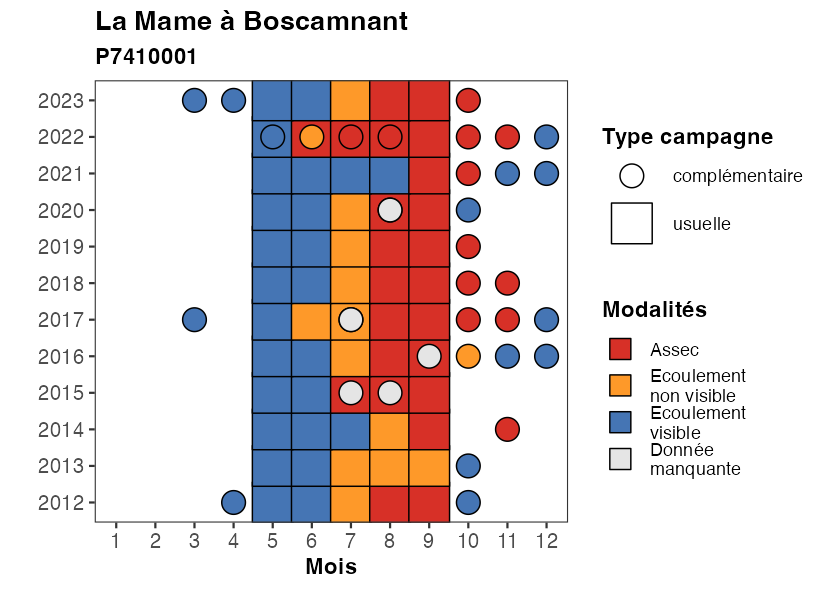 La Mame à Boscamnant
P7410001
2023
2022
2021
2020
2019
2018
2017
2016
2015
2014
2013
2012
1 2 3 4 5 6 7 8 9 10 11 12
Mois
Type campagne
complémentaire
usuelle
Modalités
Assec
Ecoulement
non visible
Ecoulement
visible
Donnée
manquante